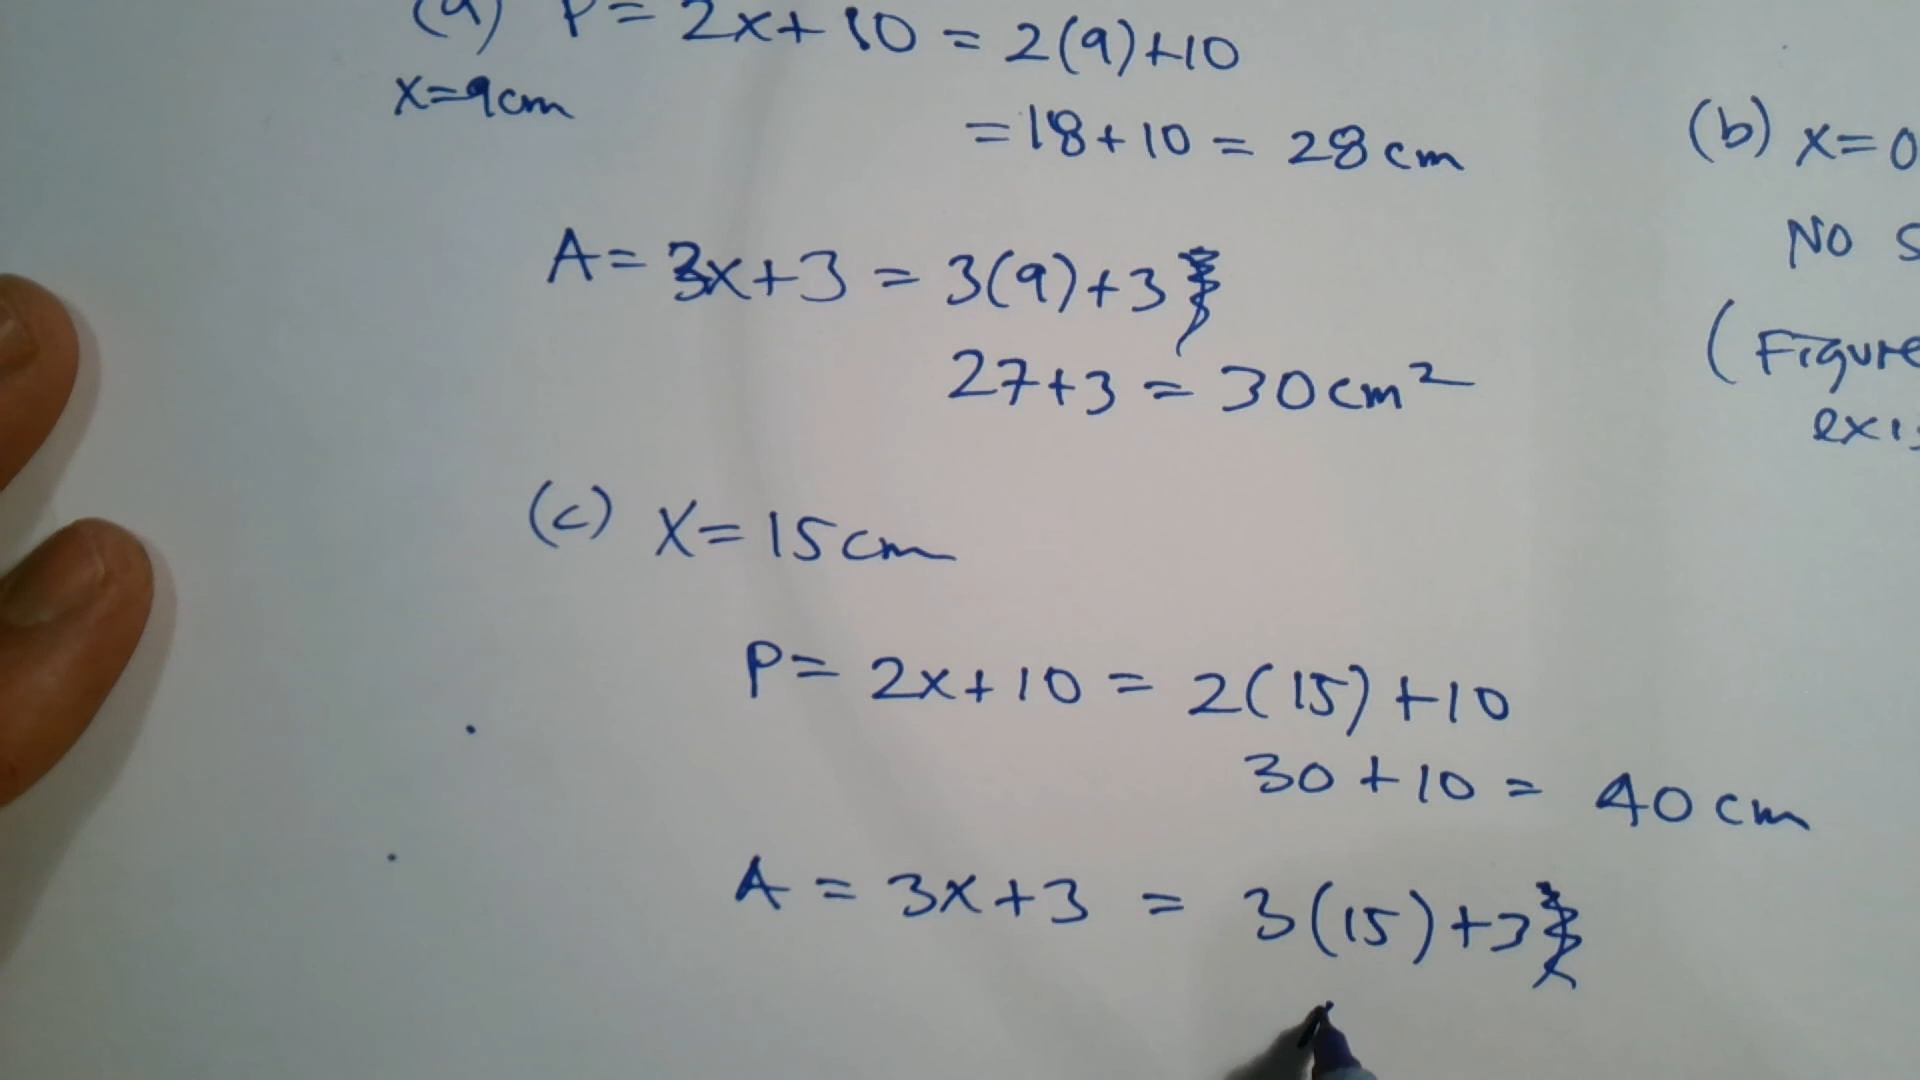 (a) P = 2x + 10 = 2(9) + 10
x = 9cm
= 18 + 10 = 28 cm
A = 3x + 3 = 3(9) + 3
27 + 3 = 30 cm²
(b) x = 0
No s
(Figure
exis
(c) x = 15 cm
P = 2x + 10 = 2(15) + 10
30 + 10 = 40 cm
A = 3x + 3 = 3(15) + 3